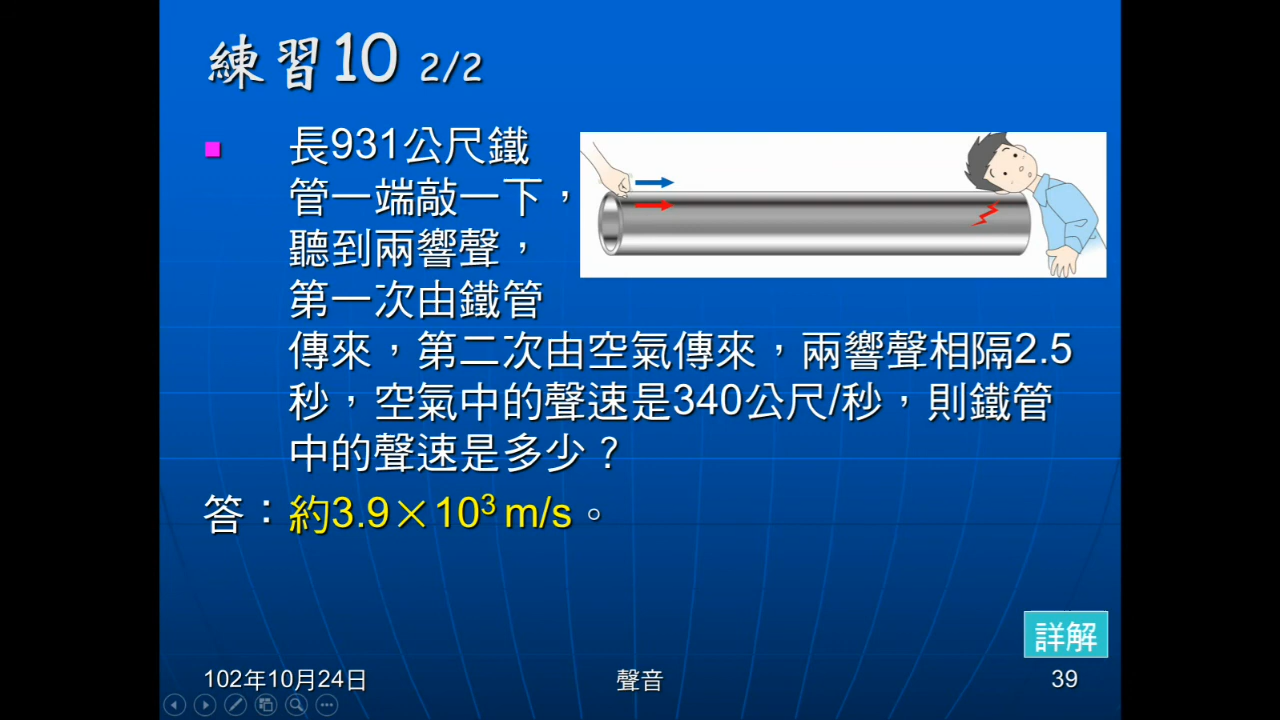 練習10 2/2
長931公尺鐵
管一端敲一下，
聽到兩響聲，
第一次由鐵管
傳來，第二次由空氣傳來，兩響聲相隔2.5
秒，空氣中的聲速是340公尺/秒，則鐵管
中的聲速是多少？
答：約3.9×10³ m/s。
詳解
102年10月24日
聲音
39